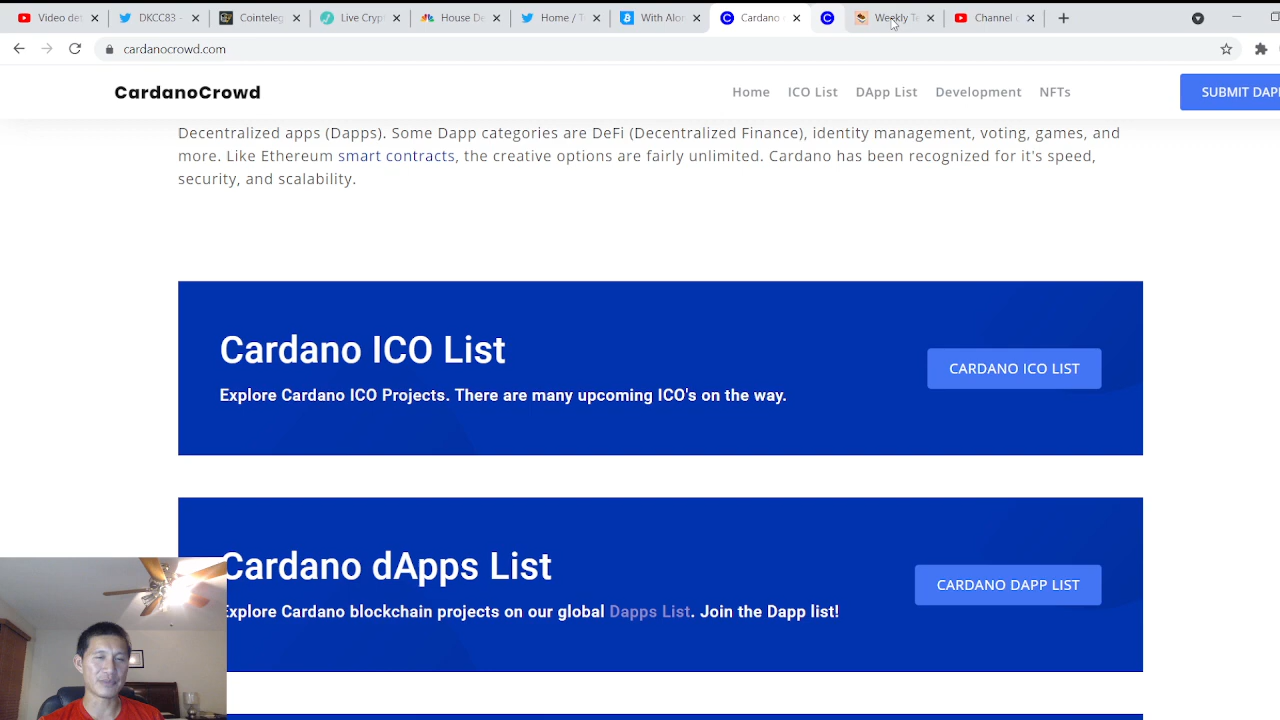 Video det
DKCC83 -
Cointeleg
Live Crypt
House De
Home / T
With Alon
Cardano
Weekly Te
Channel
cardanocrowd.com
CardanoCrowd
Home
ICO List
DApp List
Development
NFTs
SUBMIT DAPP
Decentralized apps (Dapps). Some Dapp categories are DeFi (Decentralized Finance), identity management, voting, games, and
more. Like Ethereum smart contracts, the creative options are fairly unlimited. Cardano has been recognized for it's speed,
security, and scalability.
Cardano ICO List
Explore Cardano ICO Projects. There are many upcoming ICO's on the way.
CARDANO ICO LIST
Cardano dApps List
Explore Cardano blockchain projects on our global Dapps List. Join the Dapp list!
CARDANO DAPP LIST